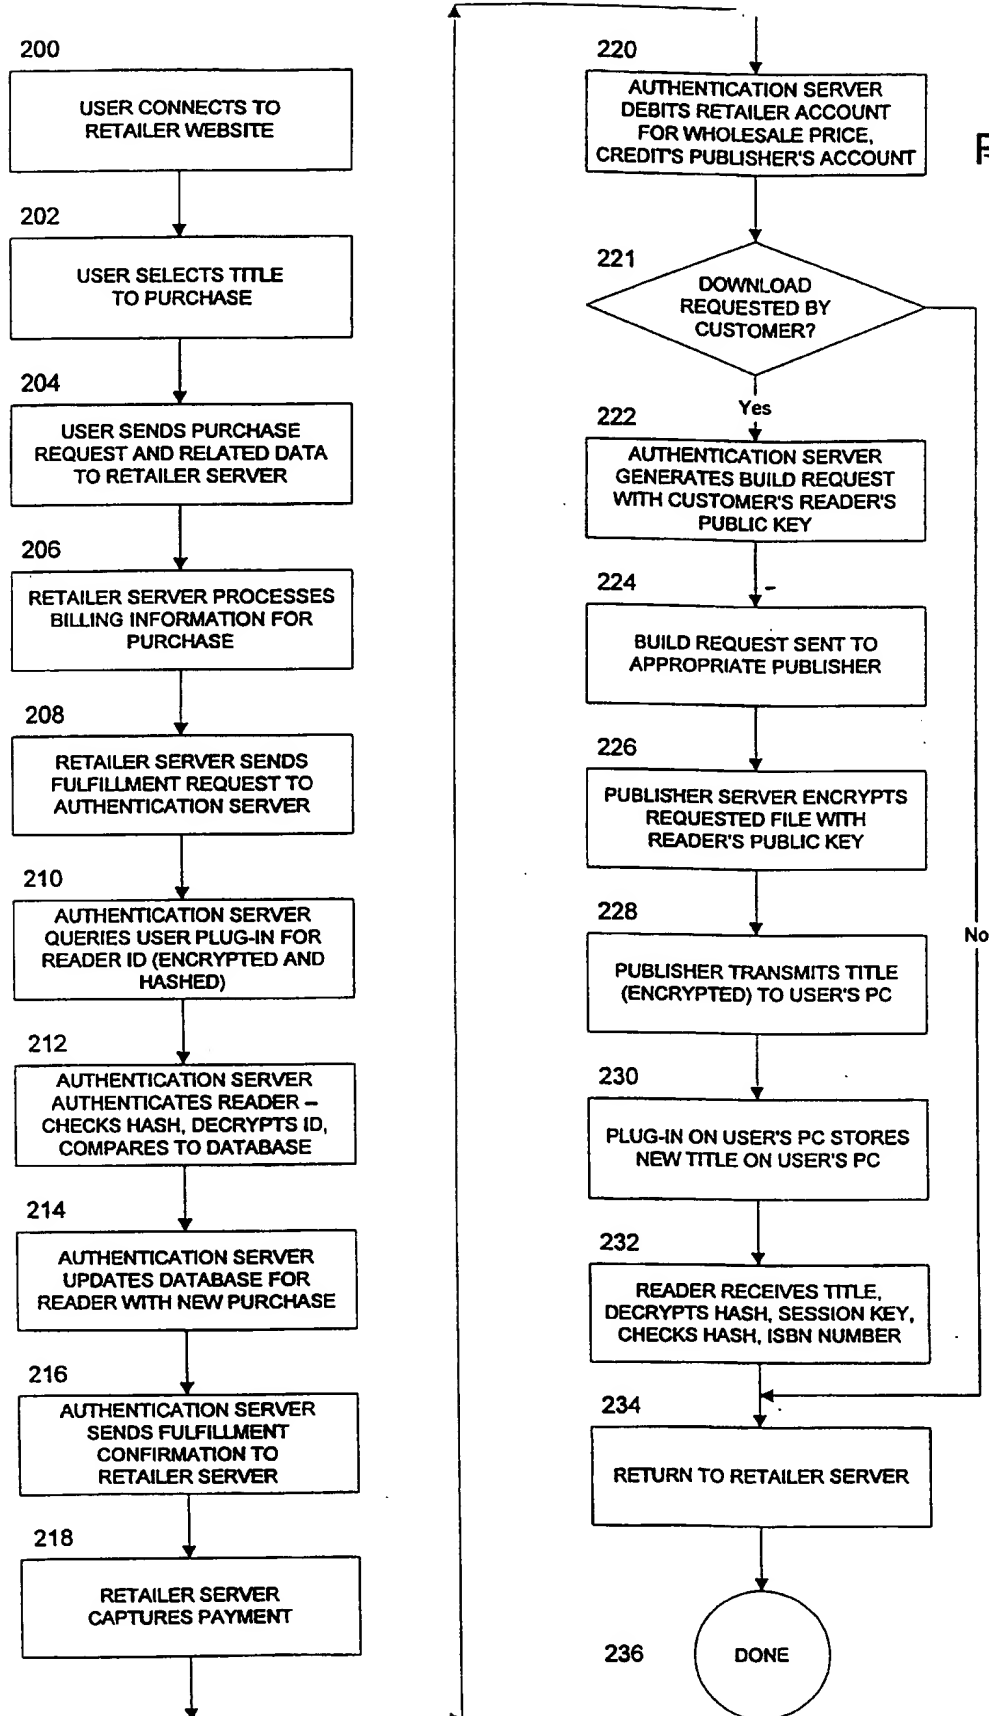 200
USER CONNECTS TO
RETAILER WEBSITE
202
USER SELECTS TITLE
TO PURCHASE
204
USER SENDS PURCHASE
REQUEST AND RELATED DATA
TO RETAILER SERVER
206
RETAILER SERVER PROCESSES
BILLING INFORMATION FOR
PURCHASE
208
RETAILER SERVER SENDS
FULFILLMENT REQUEST TO
AUTHENTICATION SERVER
210
AUTHENTICATION SERVER
QUERIES USER PLUG-IN FOR
READER ID (ENCRYPTED AND
HASHED)
212
AUTHENTICATION SERVER
AUTHENTICATES READER –
CHECKS HASH, DECRYPTS ID,
COMPARES TO DATABASE
214
AUTHENTICATION SERVER
UPDATES DATABASE FOR
READER WITH NEW PURCHASE
216
AUTHENTICATION SERVER
SENDS FULFILLMENT
CONFIRMATION TO
RETAILER SERVER
218
RETAILER SERVER
CAPTURES PAYMENT
220
AUTHENTICATION SERVER
DEBITS RETAILER ACCOUNT
FOR WHOLESALE PRICE,
CREDIT'S PUBLISHER'S ACCOUNT
221
DOWNLOAD
REQUESTED BY
CUSTOMER?
Yes
222
AUTHENTICATION SERVER
GENERATES BUILD REQUEST
WITH CUSTOMER'S READER'S
PUBLIC KEY
224
BUILD REQUEST SENT TO
APPROPRIATE PUBLISHER
226
PUBLISHER SERVER ENCRYPTS
REQUESTED FILE WITH
READER'S PUBLIC KEY
228
PUBLISHER TRANSMITS TITLE
(ENCRYPTED) TO USER'S PC
No
230
PLUG-IN ON USER'S PC STORES
NEW TITLE ON USER'S PC
232
READER RECEIVES TITLE,
DECRYPTS HASH, SESSION KEY,
CHECKS HASH, ISBN NUMBER
234
RETURN TO RETAILER SERVER
236
DONE